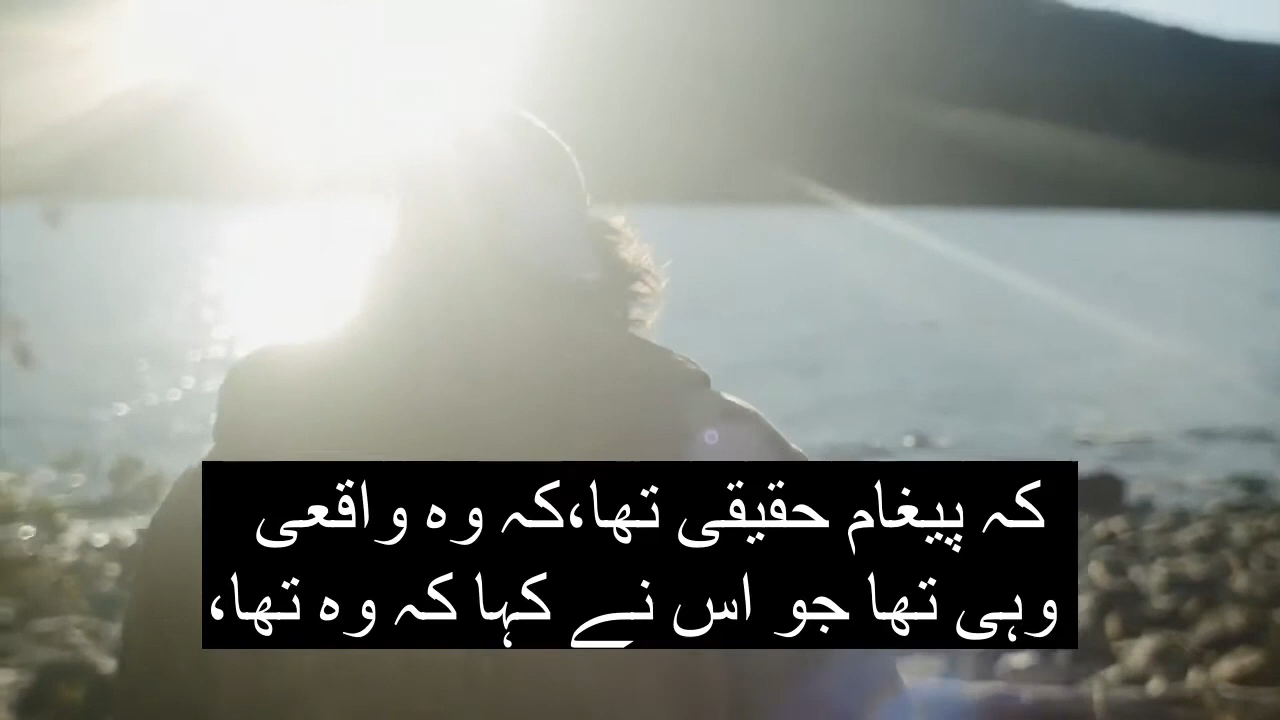 کہ پیغام حقیقی تھا،کہ وہ واقعی
وہی تھا جو اس نے کہا کہ وہ تھا،